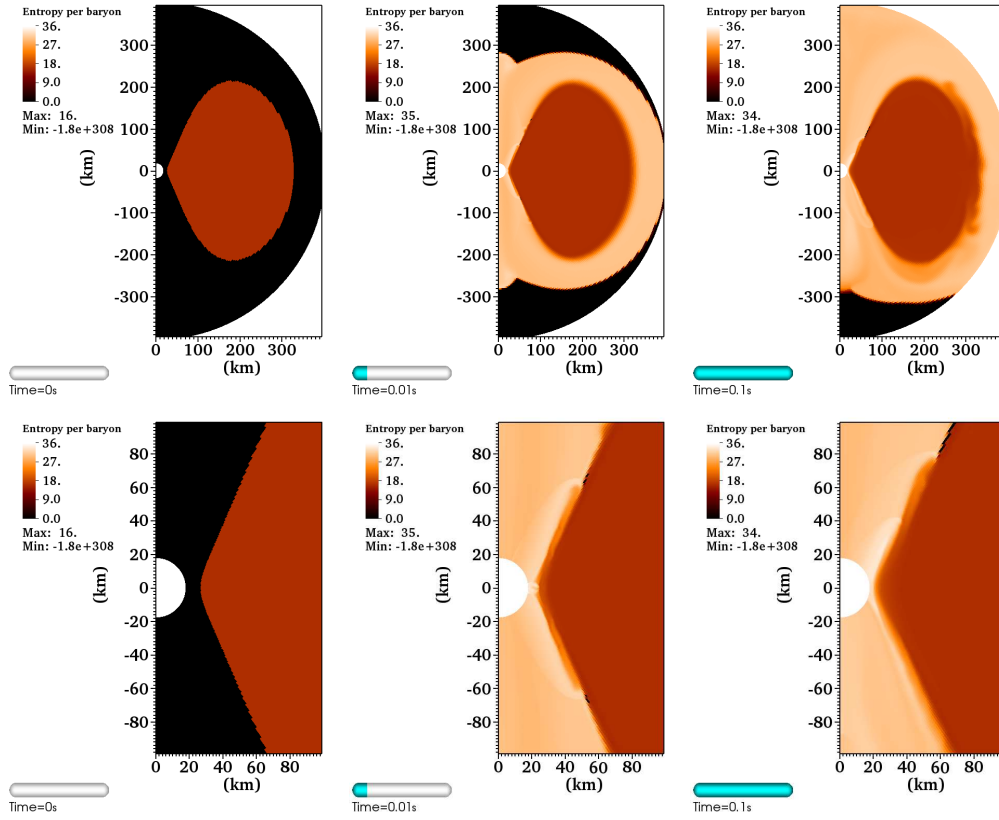 Entropy per baryon
36.
27.
18.
9.0
0.0
Max: 16.
Min: -1.8e+308
(km)
300
200
100
0
-100
-200
-300
0 100 200 300
(km)
Time=0s
Entropy per baryon
36.
27.
18.
9.0
0.0
Max: 35.
Min: -1.8e+308
(km)
300
200
100
0
-100
-200
-300
0 100 200 300
(km)
Time=0.01s
Entropy per baryon
36.
27.
18.
9.0
0.0
Max: 34.
Min: -1.8e+308
(km)
300
200
100
0
-100
-200
-300
0 100 200 300
(km)
Time=0.1s
Entropy per baryon
36.
27.
18.
9.0
0.0
Max: 16.
Min: -1.8e+308
(km)
80
60
40
20
0
-20
-40
-60
-80
0 20 40 60 80
(km)
Time=0s
Entropy per baryon
36.
27.
18.
9.0
0.0
Max: 35.
Min: -1.8e+308
(km)
80
60
40
20
0
-20
-40
-60
-80
0 20 40 60 80
(km)
Time=0.01s
Entropy per baryon
36.
27.
18.
9.0
0.0
Max: 34.
Min: -1.8e+308
(km)
80
60
40
20
0
-20
-40
-60
-80
0 20 40 60 80
(km)
Time=0.1s